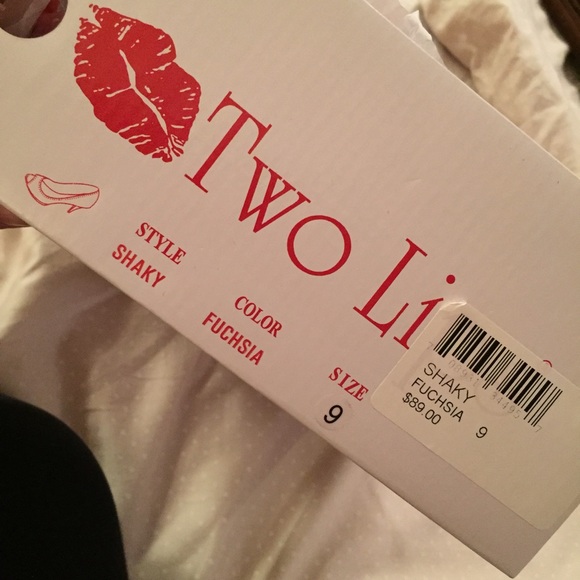 Two Li
STYLE
SHAKY
COLOR
FUCHSIA
SIZE
9
SHAKY
FUCHSIA 9
$89.00